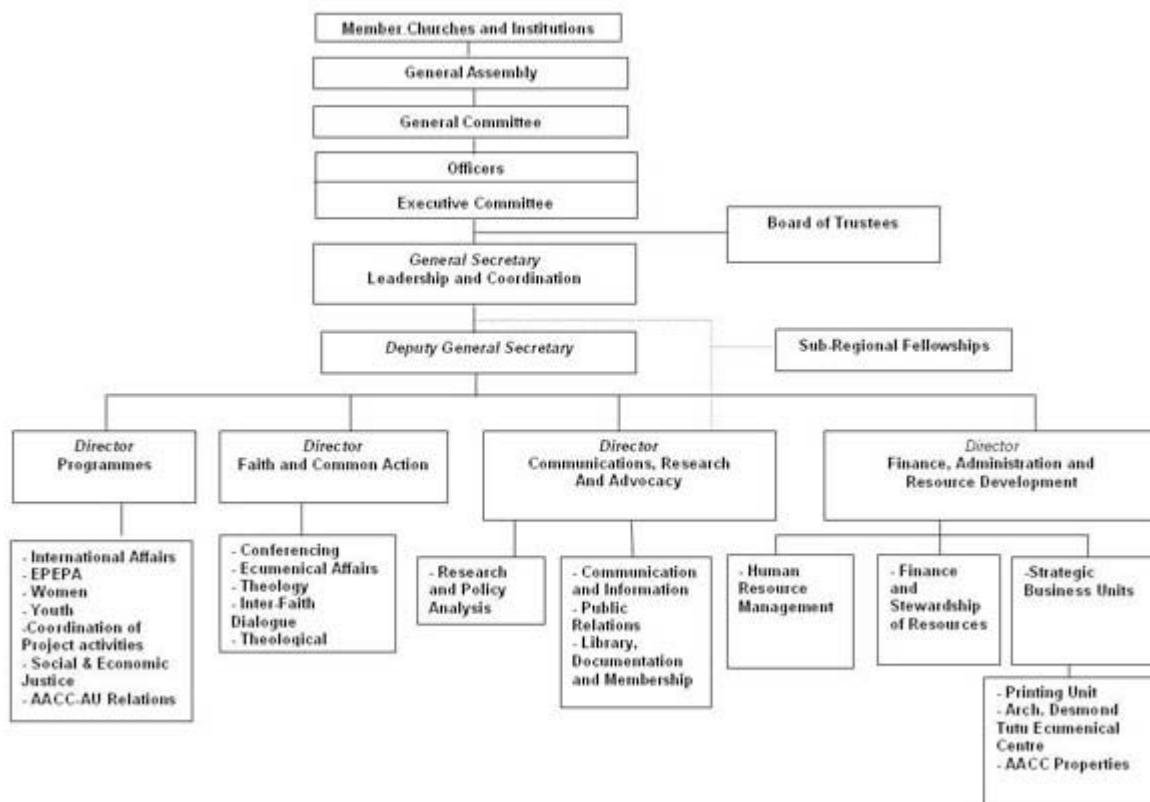 Member Churches and Institutions
General Assembly
General Committee
Officers
Executive Committee
Board of Trustees
General Secretary
Leadership and Coordination
Deputy General Secretary
Sub-Regional Fellowships
Director
Programmes
Director
Faith and Common Action
Director
Communications, Research
And Advocacy
Director
Finance, Administration and
Resource Development
- International Affairs
- EPEPA
- Women
- Youth
-Coordination of
Project activities
- Social & Economic
Justice
- AACC-AU Relations
- Conferencing
- Ecumenical Affairs
- Theology
- Inter-Faith
Dialogue
- Theological
- Research
and Policy
Analysis
- Communication
and Information
- Public
Relations
- Library,
Documentation
and Membership
- Human
Resource
Management
- Finance
and
Stewardship
of Resources
-Strategic
Business Units
- Printing Unit
- Arch. Desmond
Tutu Ecumenical
Centre
- AACC Properties